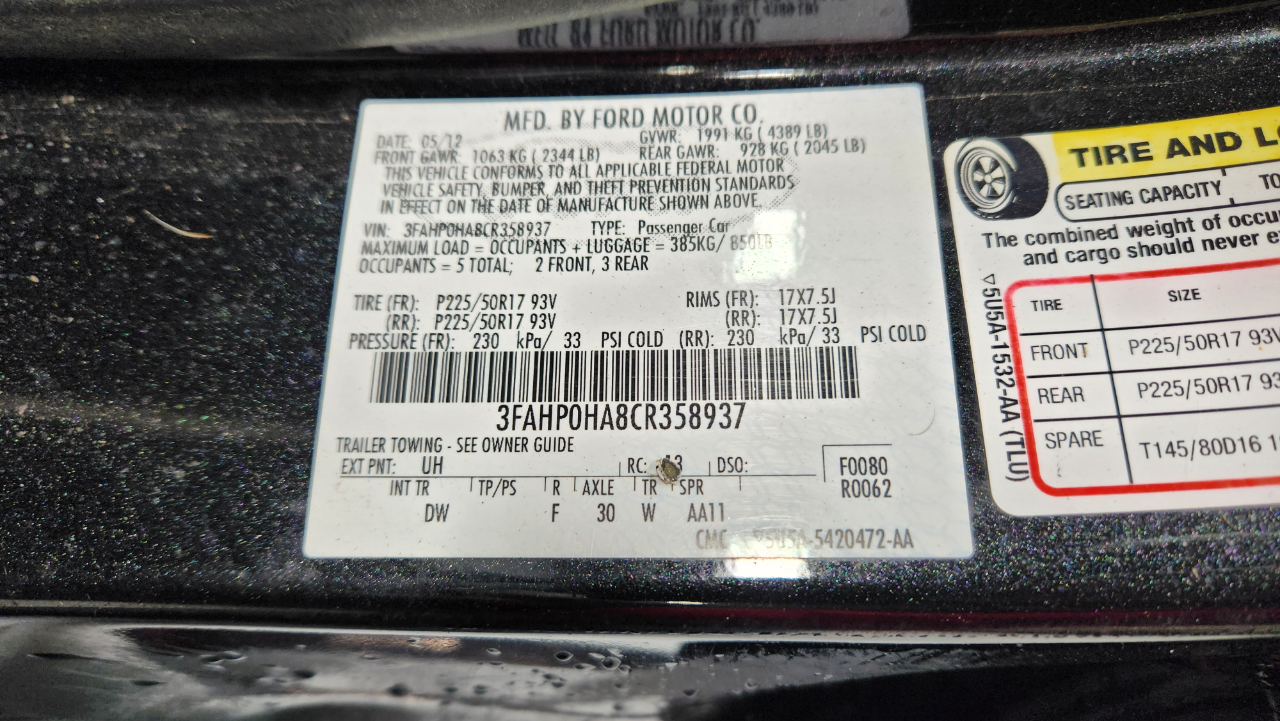 MFD. BY FORD MOTOR CO.
DATE: 05/12 GVWR: 1991 KG ( 4389 LB)
FRONT GAWR: 1063 KG ( 2344 LB) REAR GAWR: 928 KG ( 2045 LB)
THIS VEHICLE CONFORMS TO ALL APPLICABLE FEDERAL MOTOR
VEHICLE SAFETY, BUMPER, AND THEFT PREVENTION STANDARDS
IN EFFECT ON THE DATE OF MANUFACTURE SHOWN ABOVE.
VIN: 3FAHP0HA8CR358937 TYPE: Passenger Car
MAXIMUM LOAD = OCCUPANTS + LUGGAGE = 385KG/ 850LB
OCCUPANTS = 5 TOTAL; 2 FRONT, 3 REAR
TIRE (FR): P225/50R17 93V RIMS (FR): 17X7.5J
(RR): P225/50R17 93V (RR): 17X7.5J
PRESSURE (FR): 230 kPa/ 33 PSI COLD (RR): 230 kPa/ 33 PSI COLD
3FAHP0HA8CR358937
TRAILER TOWING - SEE OWNER GUIDE
EXT PNT: UH RC: DSO: F0080
R0062
INT TR TP/PS R AXLE TR SPR
DW F 30 W AA11
5420472-AA
TIRE AND
SEATING CAPACITY
The combined weight of
and cargo should never
5U5A-1532-AA (TLU)
TIRE SIZE
FRONT P225/50R17 93V
REAR P225/50R17
SPARE T145/80D16